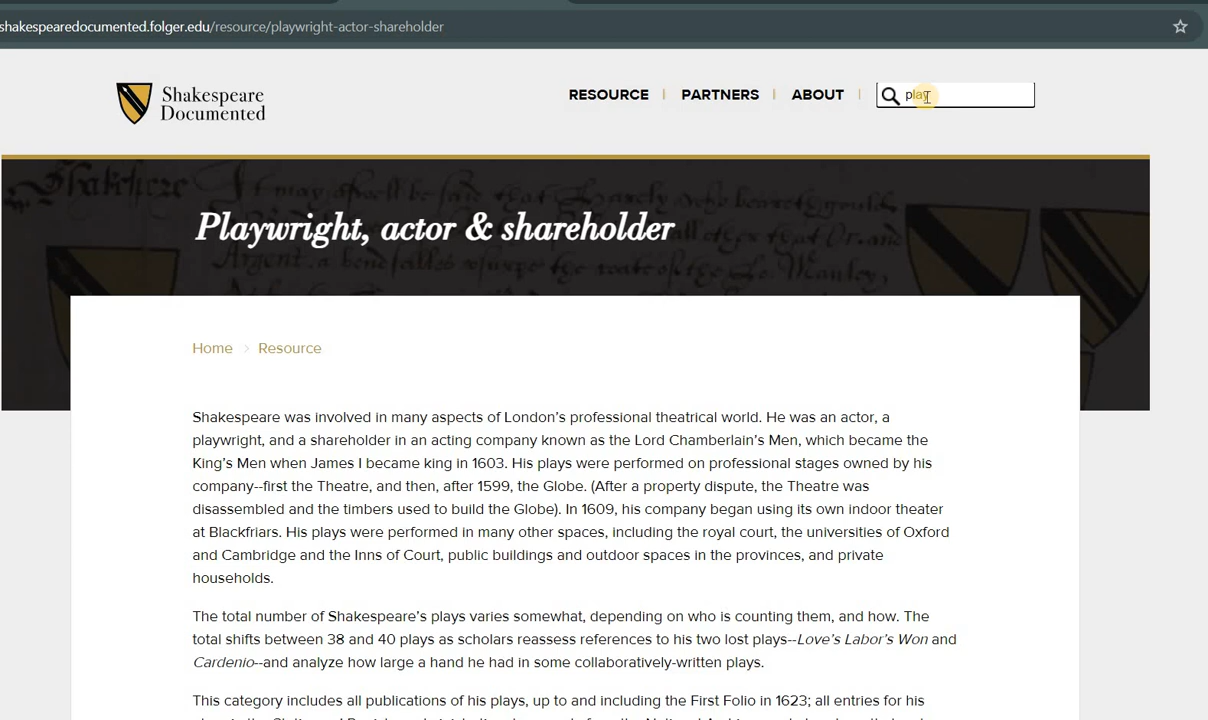 shakespearedocumented.folger.edu/resource/playwright-actor-shareholder
Shakespeare
Documented
RESOURCE | PARTNERS | ABOUT |
play
Playwright, actor & shareholder
Home > Resource
Shakespeare was involved in many aspects of London's professional theatrical world. He was an actor, a
playwright, and a shareholder in an acting company known as the Lord Chamberlain's Men, which became the
King's Men when James I became king in 1603. His plays were performed on professional stages owned by his
company--first the Theatre, and then, after 1599, the Globe. (After a property dispute, the Theatre was
disassembled and the timbers used to build the Globe). In 1609, his company began using its own indoor theater
at Blackfriars. His plays were performed in many other spaces, including the royal court, the universities of Oxford
and Cambridge and the Inns of Court, public buildings and outdoor spaces in the provinces, and private
households.
The total number of Shakespeare's plays varies somewhat, depending on who is counting them, and how. The
total shifts between 38 and 40 plays as scholars reassess references to his two lost plays--Love's Labor's Won and
Cardenio--and analyze how large a hand he had in some collaboratively-written plays.
This category includes all publications of his plays, up to and including the First Folio in 1623; all entries for his